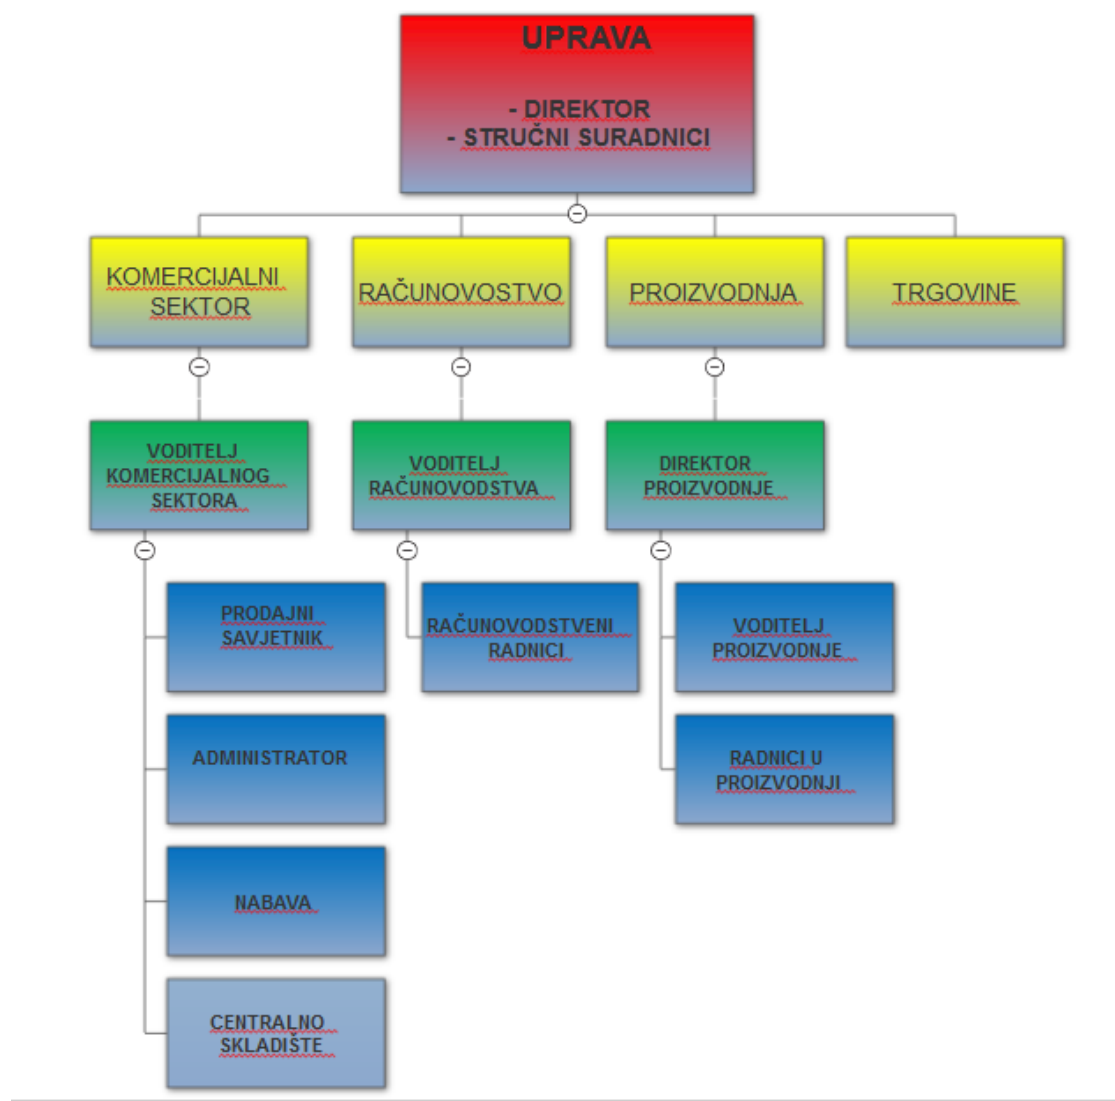 UPRAVA
- DIREKTOR
- STRUČNI SURADNICI
KOMERCIJALNI
SEKTOR
RAČUNOVOSTVO
PROIZVODNJA
TRGOVINE
VODITELJ
KOMERCIJALNOG
SEKTORA
VODITELJ
RAČUNOVODSTVA
DIREKTOR
PROIZVODNJE
PRODAJNI
SAVJETNIK
RAČUNOVODSTVENI
RADNICI
VODITELJ
PROIZVODNJE
ADMINISTRATOR
RADNICI U
PROIZVODNJI
NABAVA
CENTRALNO
SKLADIŠTE